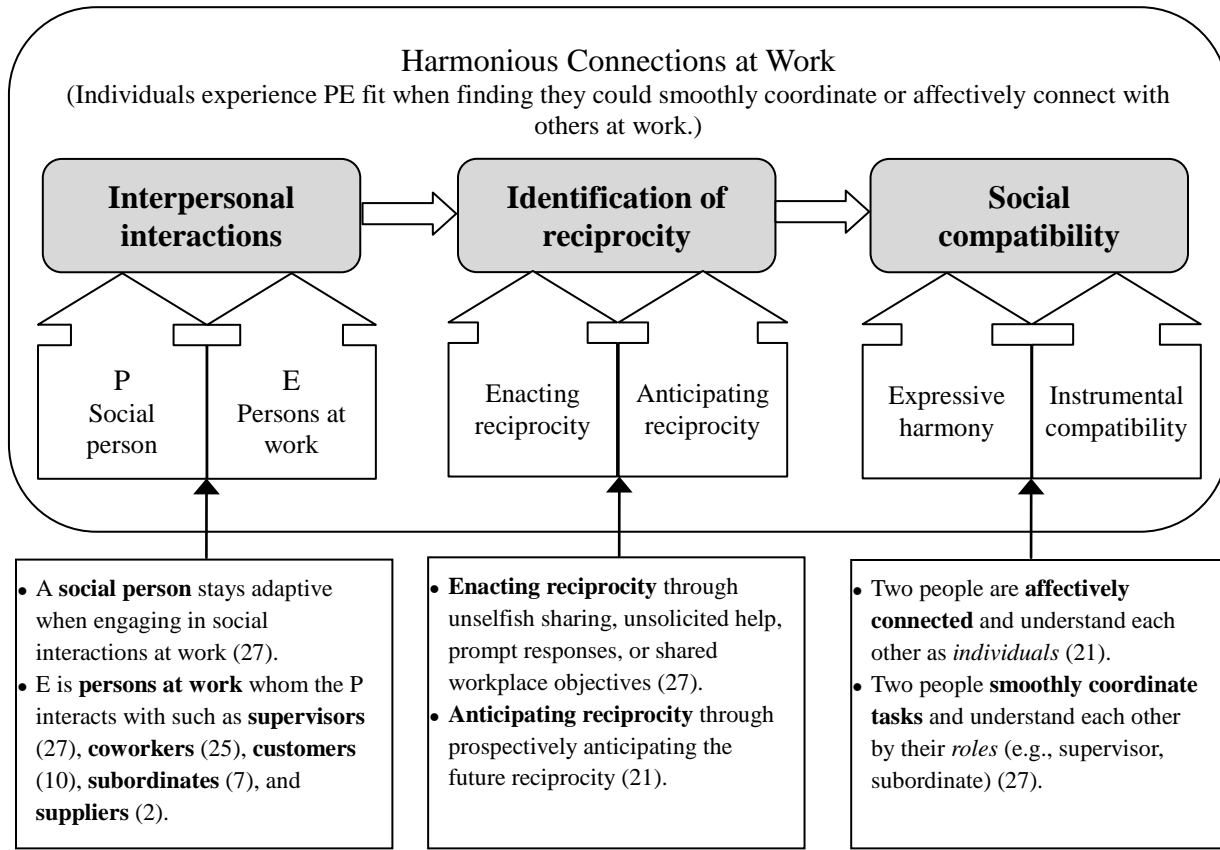 Harmonious Connections at Work
(Individuals experience PE fit when finding they could smoothly coordinate or affectively connect with
others at work.)
Interpersonal
interactions
Identification of
reciprocity
Social
compatibility
P
Social
person
E
Persons at
work
Enacting
reciprocity
Anticipating
reciprocity
Expressive
harmony
Instrumental
compatibility
• A social person stays adaptive
when engaging in social
interactions at work (27).
• E is persons at work whom the P
interacts with such as supervisors
(27), coworkers (25), customers
(10), subordinates (7), and
suppliers (2).
• Enacting reciprocity through
unselfish sharing, unsolicited help,
prompt responses, or shared
workplace objectives (27).
• Anticipating reciprocity through
prospectively anticipating the
future reciprocity (21).
• Two people are affectively
connected and understand each
other as individuals (21).
• Two people smoothly coordinate
tasks and understand each other
by their roles (e.g., supervisor,
subordinate) (27).